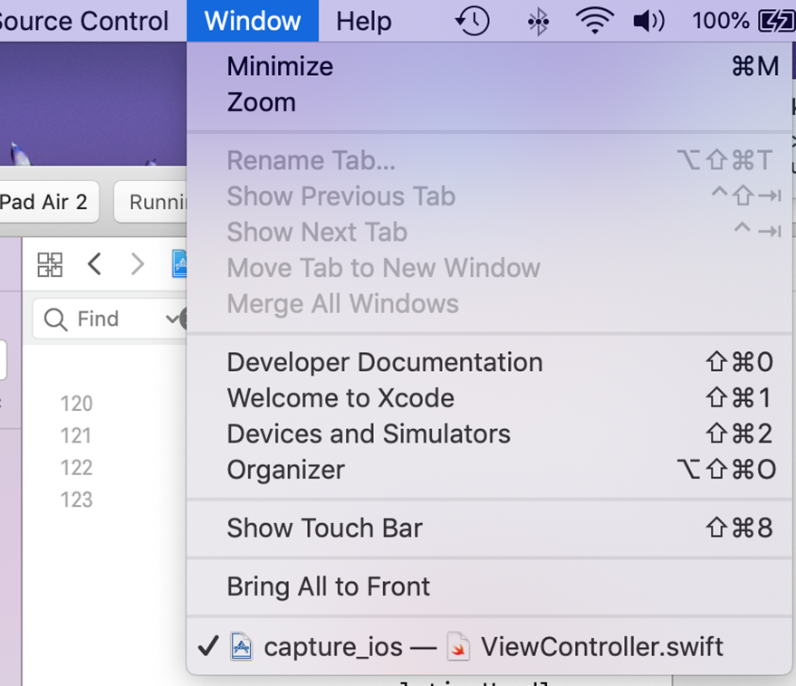 Source Control Window Help 100%
Minimize ⌘M
Zoom
Rename Tab... ⌥⇧⌘T
Show Previous Tab ^⇧⇥
Show Next Tab ^⇥
Move Tab to New Window
Merge All Windows
Developer Documentation ⇧⌘0
Welcome to Xcode ⇧⌘1
Devices and Simulators ⇧⌘2
Organizer ⌥⇧⌘O
Show Touch Bar ⇧⌘8
Bring All to Front
✓ capture_ios — ViewController.swift
Pad Air 2 Runni
Find
120
121
122
123